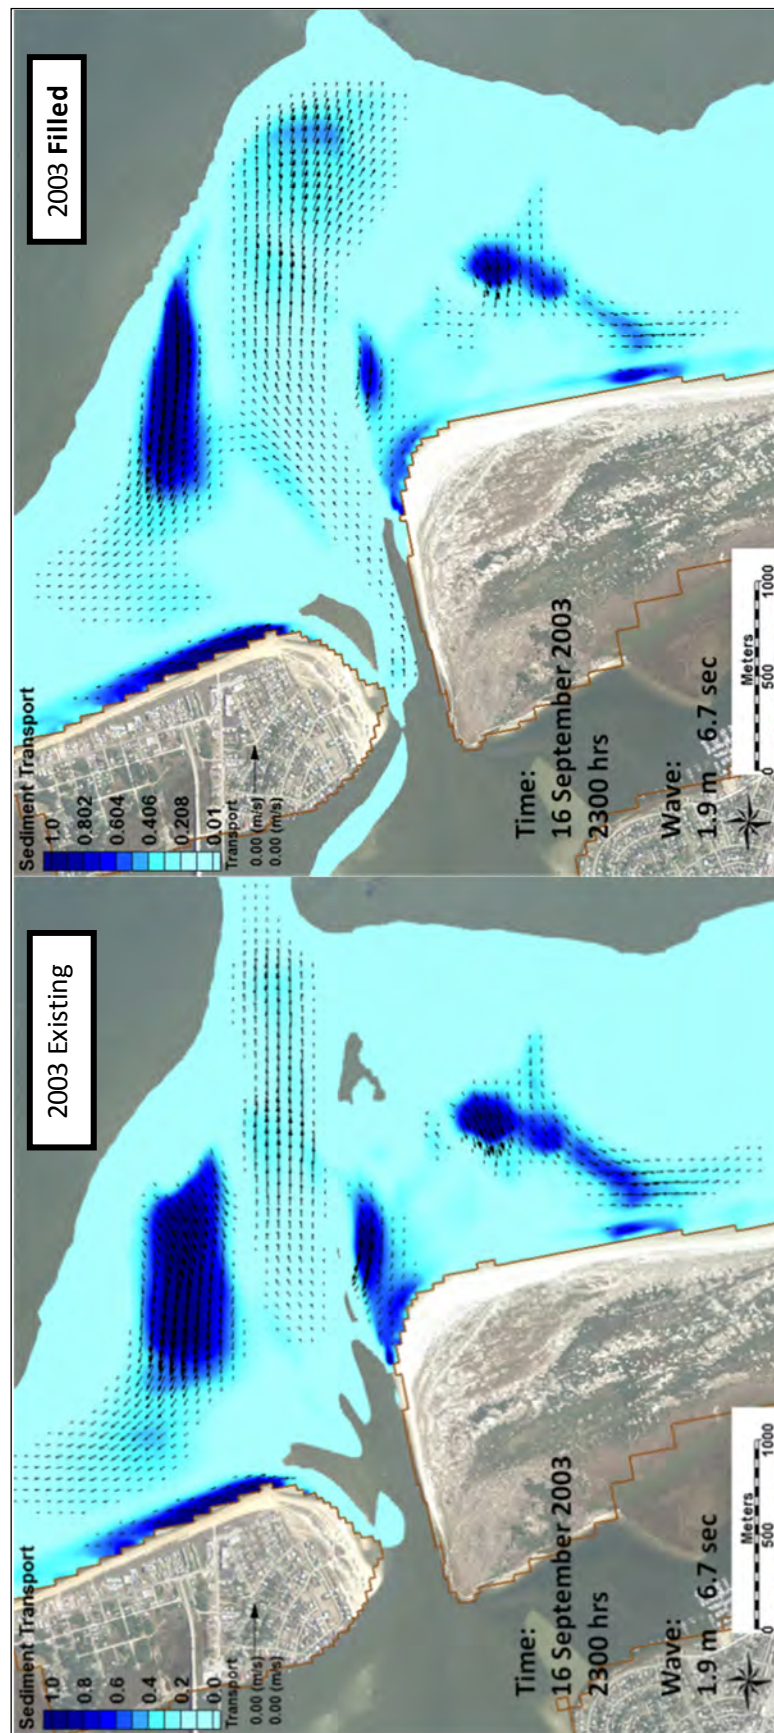 2003 Existing
Sediment Transport
1.0
0.8
0.6
0.4
0.2
0.0
Transport
0.00 (m/s)
0.00 (m/s)
Time:
16 September 2003
2300 hrs
Wave:
1.9 m 6.7 sec
Meters
0 500 1000
2003 Filled
Sediment Transport
1.0
0.802
0.604
0.406
0.208
0.01
Transport
0.00 (m/s)
0.00 (m/s)
Time:
16 September 2003
2300 hrs
Wave:
1.9 m 6.7 sec
Meters
0 500 1000